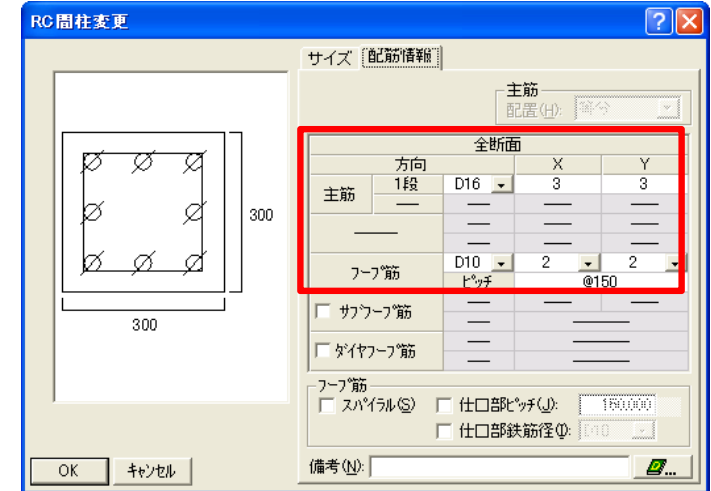 RC間柱変更
サイズ 配筋情報
主筋
配置(H): 等分
全断面
方向 X Y
主筋 1段 D16 3 3
フープ筋 D10 2 2
ピッチ @150
サブフープ筋
ダイヤフープ筋
300
300
フープ筋
スパイラル(S) 仕口部ピッチ(J): 150.000
仕口部鉄筋径(I): D10
備考(N):
OK キャンセル